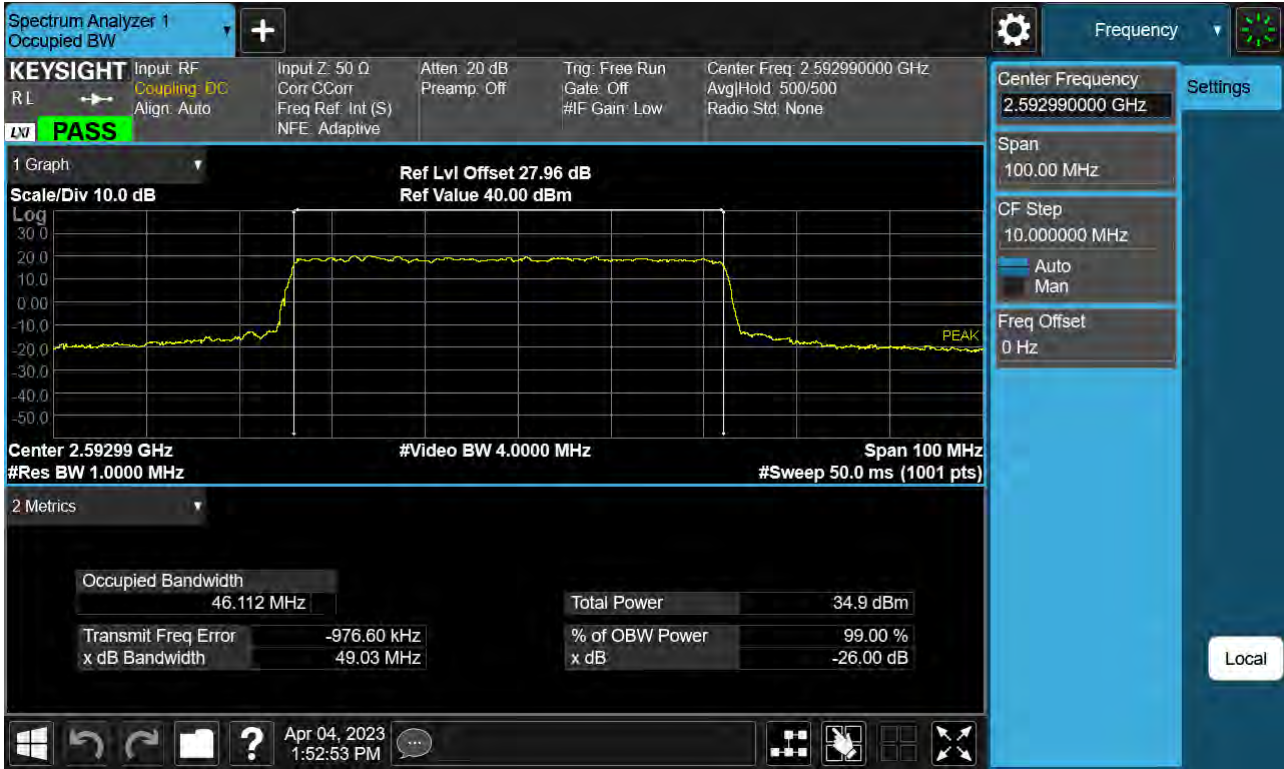 Spectrum Analyzer 1
Occupied BW
Frequency
KEYSIGHT
RL
LXI PASS
Input: RF
Coupling: DC
Align: Auto
Input Z: 50 Ω
Corr CCorr
Freq Ref: Int (S)
NFE: Adaptive
Atten: 20 dB
Preamp: Off
Trig: Free Run
Gate: Off
#IF Gain: Low
Center Freq: 2.592990000 GHz
Avg|Hold: 500/500
Radio Std: None
Center Frequency
2.592990000 GHz
Settings
Span
100.00 MHz
CF Step
10.000000 MHz
Auto
Man
Freq Offset
0 Hz
Local
1 Graph
Scale/Div 10.0 dB
Ref Lvl Offset 27.96 dB
Ref Value 40.00 dBm
Log
30.0
20.0
10.0
0.00
-10.0
-20.0
-30.0
-40.0
-50.0
PEAK
Center 2.59299 GHz
#Video BW 4.0000 MHz
Span 100 MHz
#Res BW 1.0000 MHz
#Sweep 50.0 ms (1001 pts)
2 Metrics
Occupied Bandwidth
46.112 MHz
Total Power 34.9 dBm
Transmit Freq Error -976.60 kHz
% of OBW Power 99.00 %
x dB Bandwidth 49.03 MHz
x dB -26.00 dB
?
Apr 04, 2023
1:52:53 PM